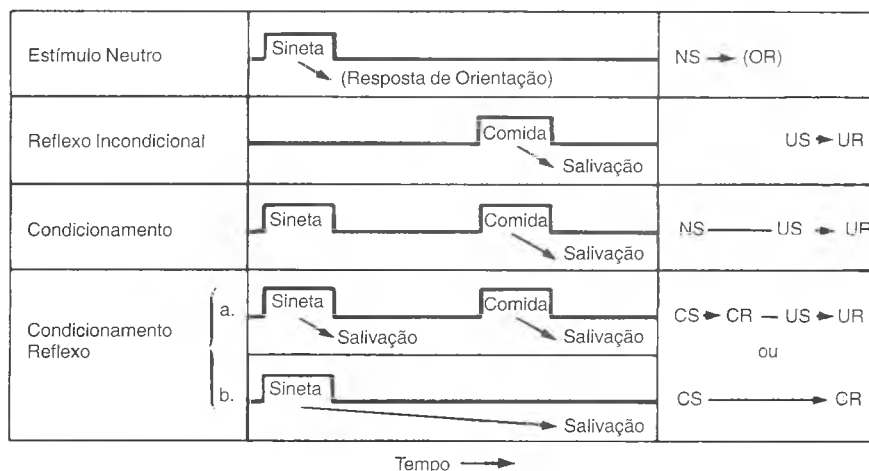 Estímulo Neutro
Sineta
(Resposta de Orientação)
NS → (OR)
Reflexo Incondicional
Comida
Salivação
US → UR
Condicionamento
Sineta
Comida
Salivação
NS —— US → UR
Condicionamento
Reflexo
a.
Sineta
Salivação
Comida
Salivação
CS → CR – US → UR
ou
b.
Sineta
Salivação
CS → CR
Tempo →